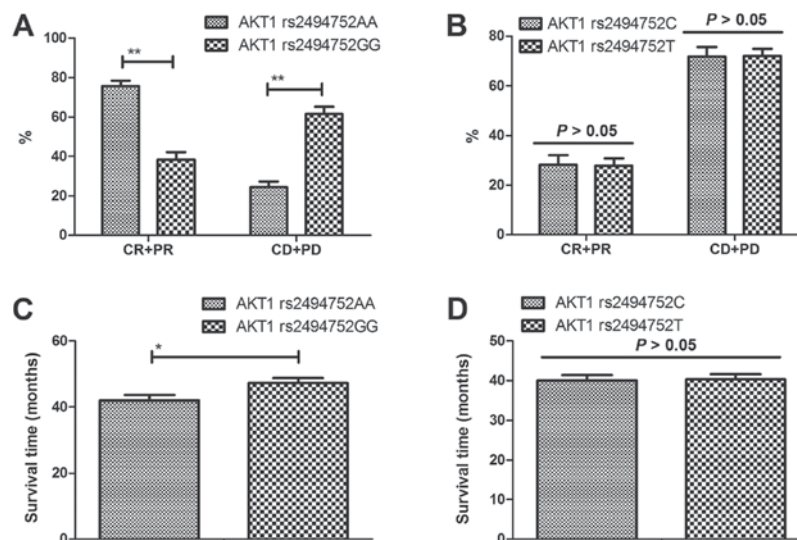 A
AKT1 rs2494752AA
AKT1 rs2494752GG
**
**
%
80
60
40
20
0
CR+PR
CD+PD
B
AKT1 rs2494752C
AKT1 rs2494752T
P > 0.05
P > 0.05
%
80
60
40
20
0
CR+PR
CD+PD
C
AKT1 rs2494752AA
AKT1 rs2494752GG
*
Survival time (months)
60
40
20
0
D
AKT1 rs2494752C
AKT1 rs2494752T
P > 0.05
Survival time (months)
50
40
30
20
10
0